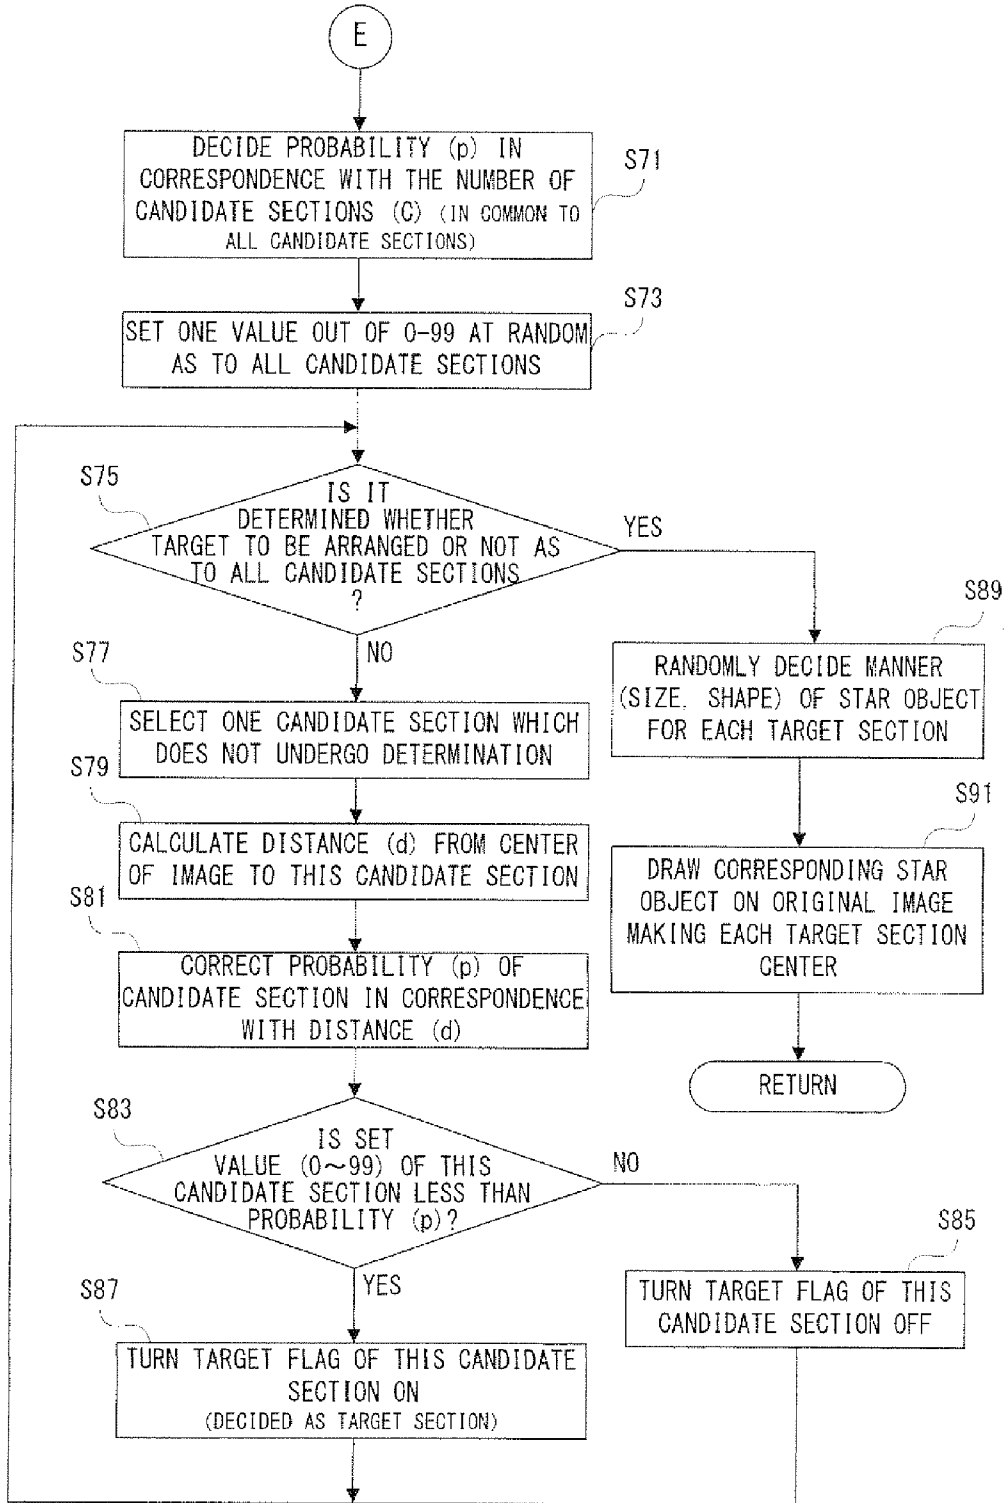 E
DECIDE PROBABILITY (p) IN
CORRESPONDENCE WITH THE NUMBER OF
CANDIDATE SECTIONS (C) (IN COMMON TO
ALL CANDIDATE SECTIONS)
S71
SET ONE VALUE OUT OF 0-99 AT RANDOM
AS TO ALL CANDIDATE SECTIONS
S73
S75
IS IT
DETERMINED WHETHER
TARGET TO BE ARRANGED OR NOT AS
TO ALL CANDIDATE SECTIONS
?
YES
NO
S77
SELECT ONE CANDIDATE SECTION WHICH
DOES NOT UNDERGO DETERMINATION
S79
CALCULATE DISTANCE (d) FROM CENTER
OF IMAGE TO THIS CANDIDATE SECTION
S81
CORRECT PROBABILITY (p) OF
CANDIDATE SECTION IN CORRESPONDENCE
WITH DISTANCE (d)
S83
IS SET
VALUE (0~99) OF THIS
CANDIDATE SECTION LESS THAN
PROBABILITY (p)?
NO
YES
S85
TURN TARGET FLAG OF THIS
CANDIDATE SECTION OFF
S87
TURN TARGET FLAG OF THIS CANDIDATE
SECTION ON
(DECIDED AS TARGET SECTION)
S89
RANDOMLY DECIDE MANNER
(SIZE, SHAPE) OF STAR OBJECT
FOR EACH TARGET SECTION
S91
DRAW CORRESPONDING STAR
OBJECT ON ORIGINAL IMAGE
MAKING EACH TARGET SECTION
CENTER
RETURN